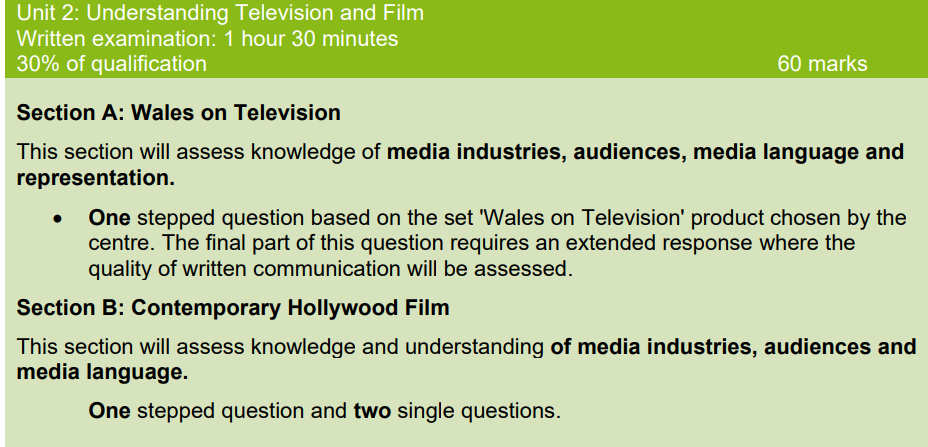 Unit 2: Understanding Television and Film
Written examination: 1 hour 30 minutes
30% of qualification 60 marks
Section A: Wales on Television
This section will assess knowledge of media industries, audiences, media language and
representation.
• One stepped question based on the set 'Wales on Television' product chosen by the
centre. The final part of this question requires an extended response where the
quality of written communication will be assessed.
Section B: Contemporary Hollywood Film
This section will assess knowledge and understanding of media industries, audiences and
media language.
One stepped question and two single questions.